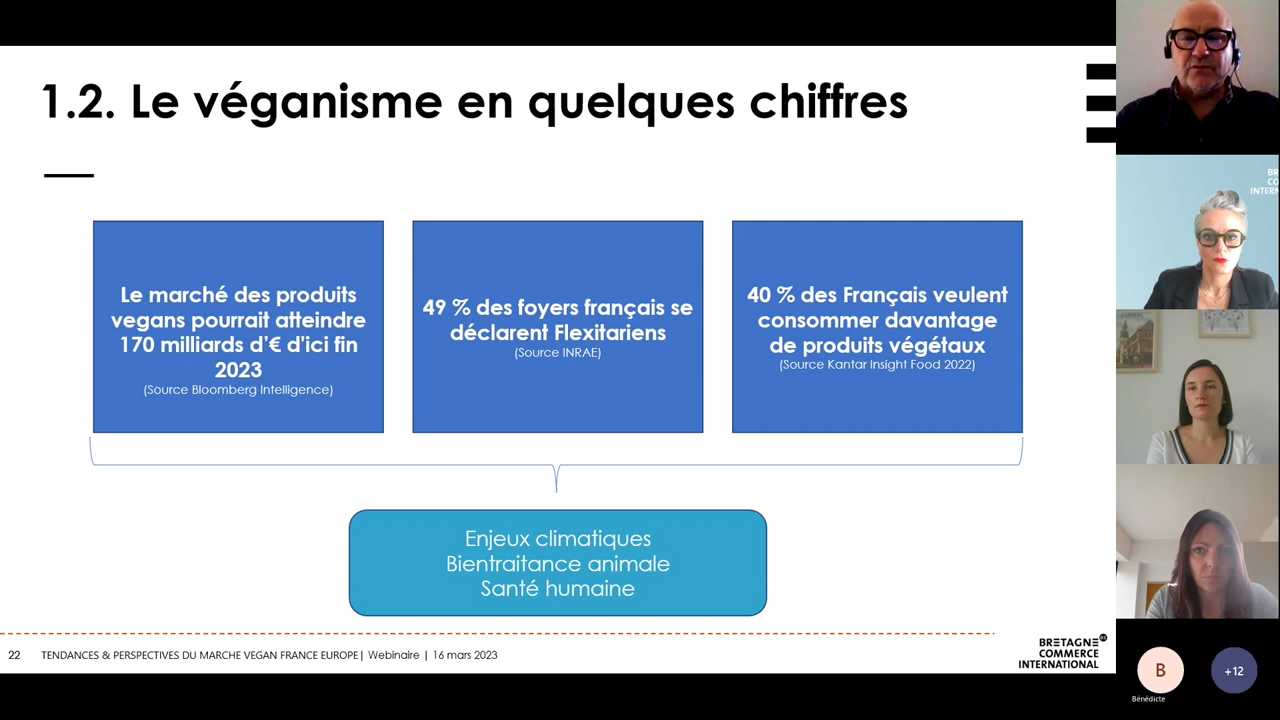 1.2. Le véganisme en quelques chiffres
Le marché des produits
vegans pourrait atteindre
170 milliards d'€ d'ici fin
2023
(Source Bloomberg Intelligence)
49 % des foyers français se
déclarent Flexitariens
(Source INRAE)
40 % des Français veulent
consommer davantage
de produits végétaux
(Source Kantar Insight Food 2022)
Enjeux climatiques
Bientraitance animale
Santé humaine
22
TENDANCES & PERSPECTIVES DU MARCHE VEGAN FRANCE EUROPE| Webinaire | 16 mars 2023
BRETAGNE
COMMERCE
INTERNATIONAL
BR
CO
INTERN
B
Bénédicte
+12